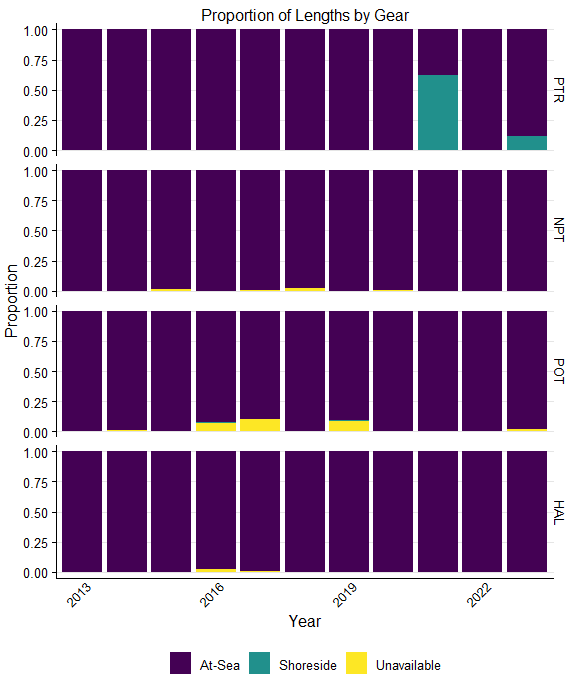 Proportion of Lengths by Gear
1.00
0.75
0.50
0.25
0.00
PTR
1.00
0.75
0.50
0.25
0.00
NPT
Proportion
1.00
0.75
0.50
0.25
0.00
POT
1.00
0.75
0.50
0.25
0.00
HAL
2013 2016 2019 2022
Year
At-Sea Shoreside Unavailable